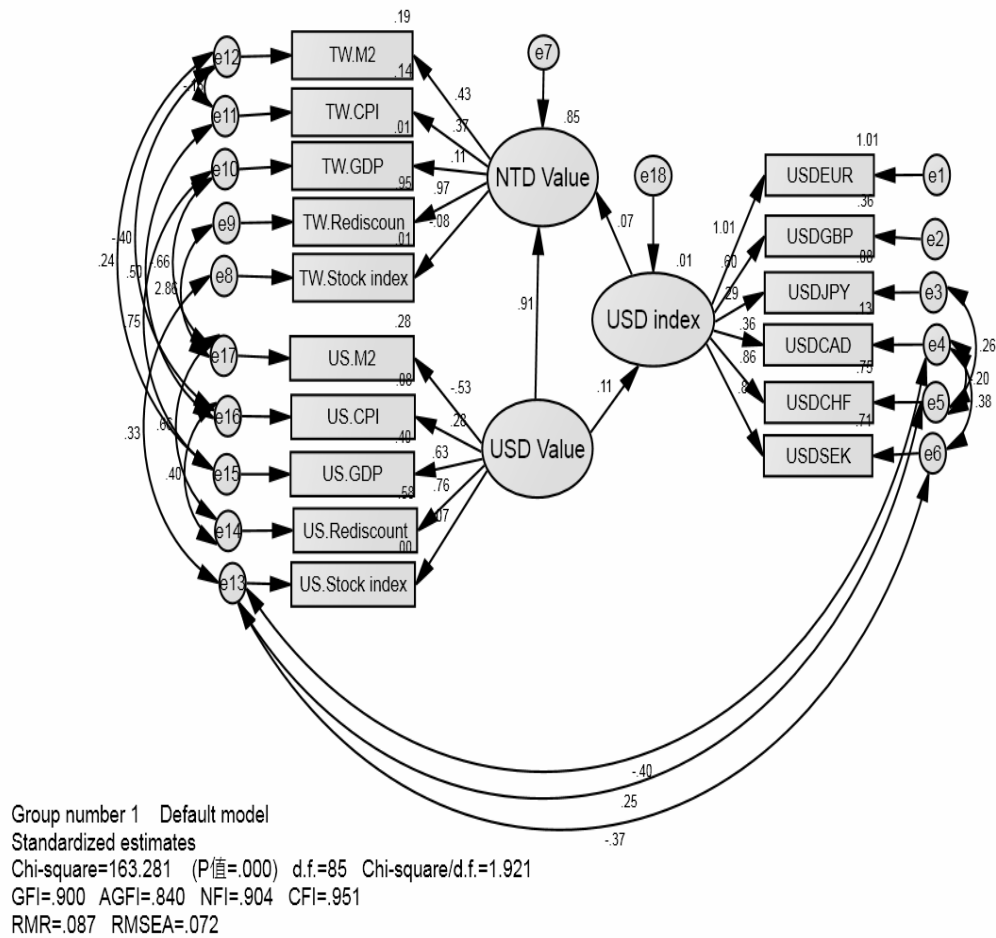 .19
e12
TW.M2
.14
e7
e11
TW.CPI
.01
.43
.37
.85
e10
TW.GDP
.95
.11
NTD Value
e18
1.01
USDEUR
e1
.36
e9
TW.Rediscoun
.01
.97
-.08
.07
1.01
USDGBP
e2
.08
-.40
.24
.50
.66
2.86
e8
TW.Stock index
.01
.60
.29
USDJPY
e3
.13
.75
.28
.91
USD index
.36
USDCAD
e4
.26
e17
US.M2
.08
-.53
.86
.75
.20
.38
e16
US.CPI
.40
.28
.11
USDCHF
e5
.71
.33
.63
USD Value
USDSEK
e6
.40
e15
US.GDP
.58
.76
e14
US.Rediscount
.00
e13
US.Stock index
-.40
.25
-.37
Group number 1 Default model
Standardized estimates
Chi-square=163.281 (P值=.000) d.f.=85 Chi-square/d.f.=1.921
GFI=.900 AGFI=.840 NFI=.904 CFI=.951
RMR=.087 RMSEA=.072